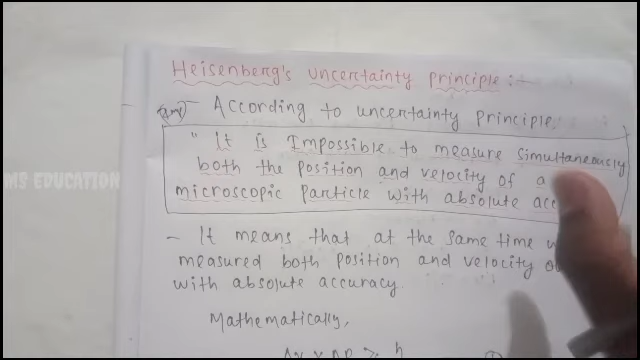 Heisenberg's uncertainty principle :-
(Ans) - According to uncertainty principle,
" It is Impossible to measure simultaneously
both the position and velocity of a
microscopic particle with absolute acc
- It means that at the same time
measured both position and velocity
with absolute accuracy.
Mathematically,
MS EDUCATION